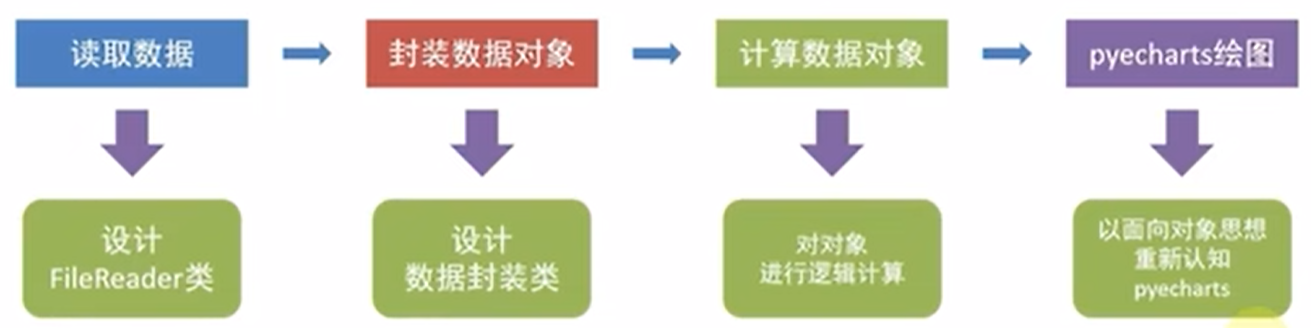 读取数据
封装数据对象
计算数据对象
pyecharts绘图
设计
FileReader类
设计
数据封装类
对对象
进行逻辑计算
以面向对象思想
重新认知
pyecharts